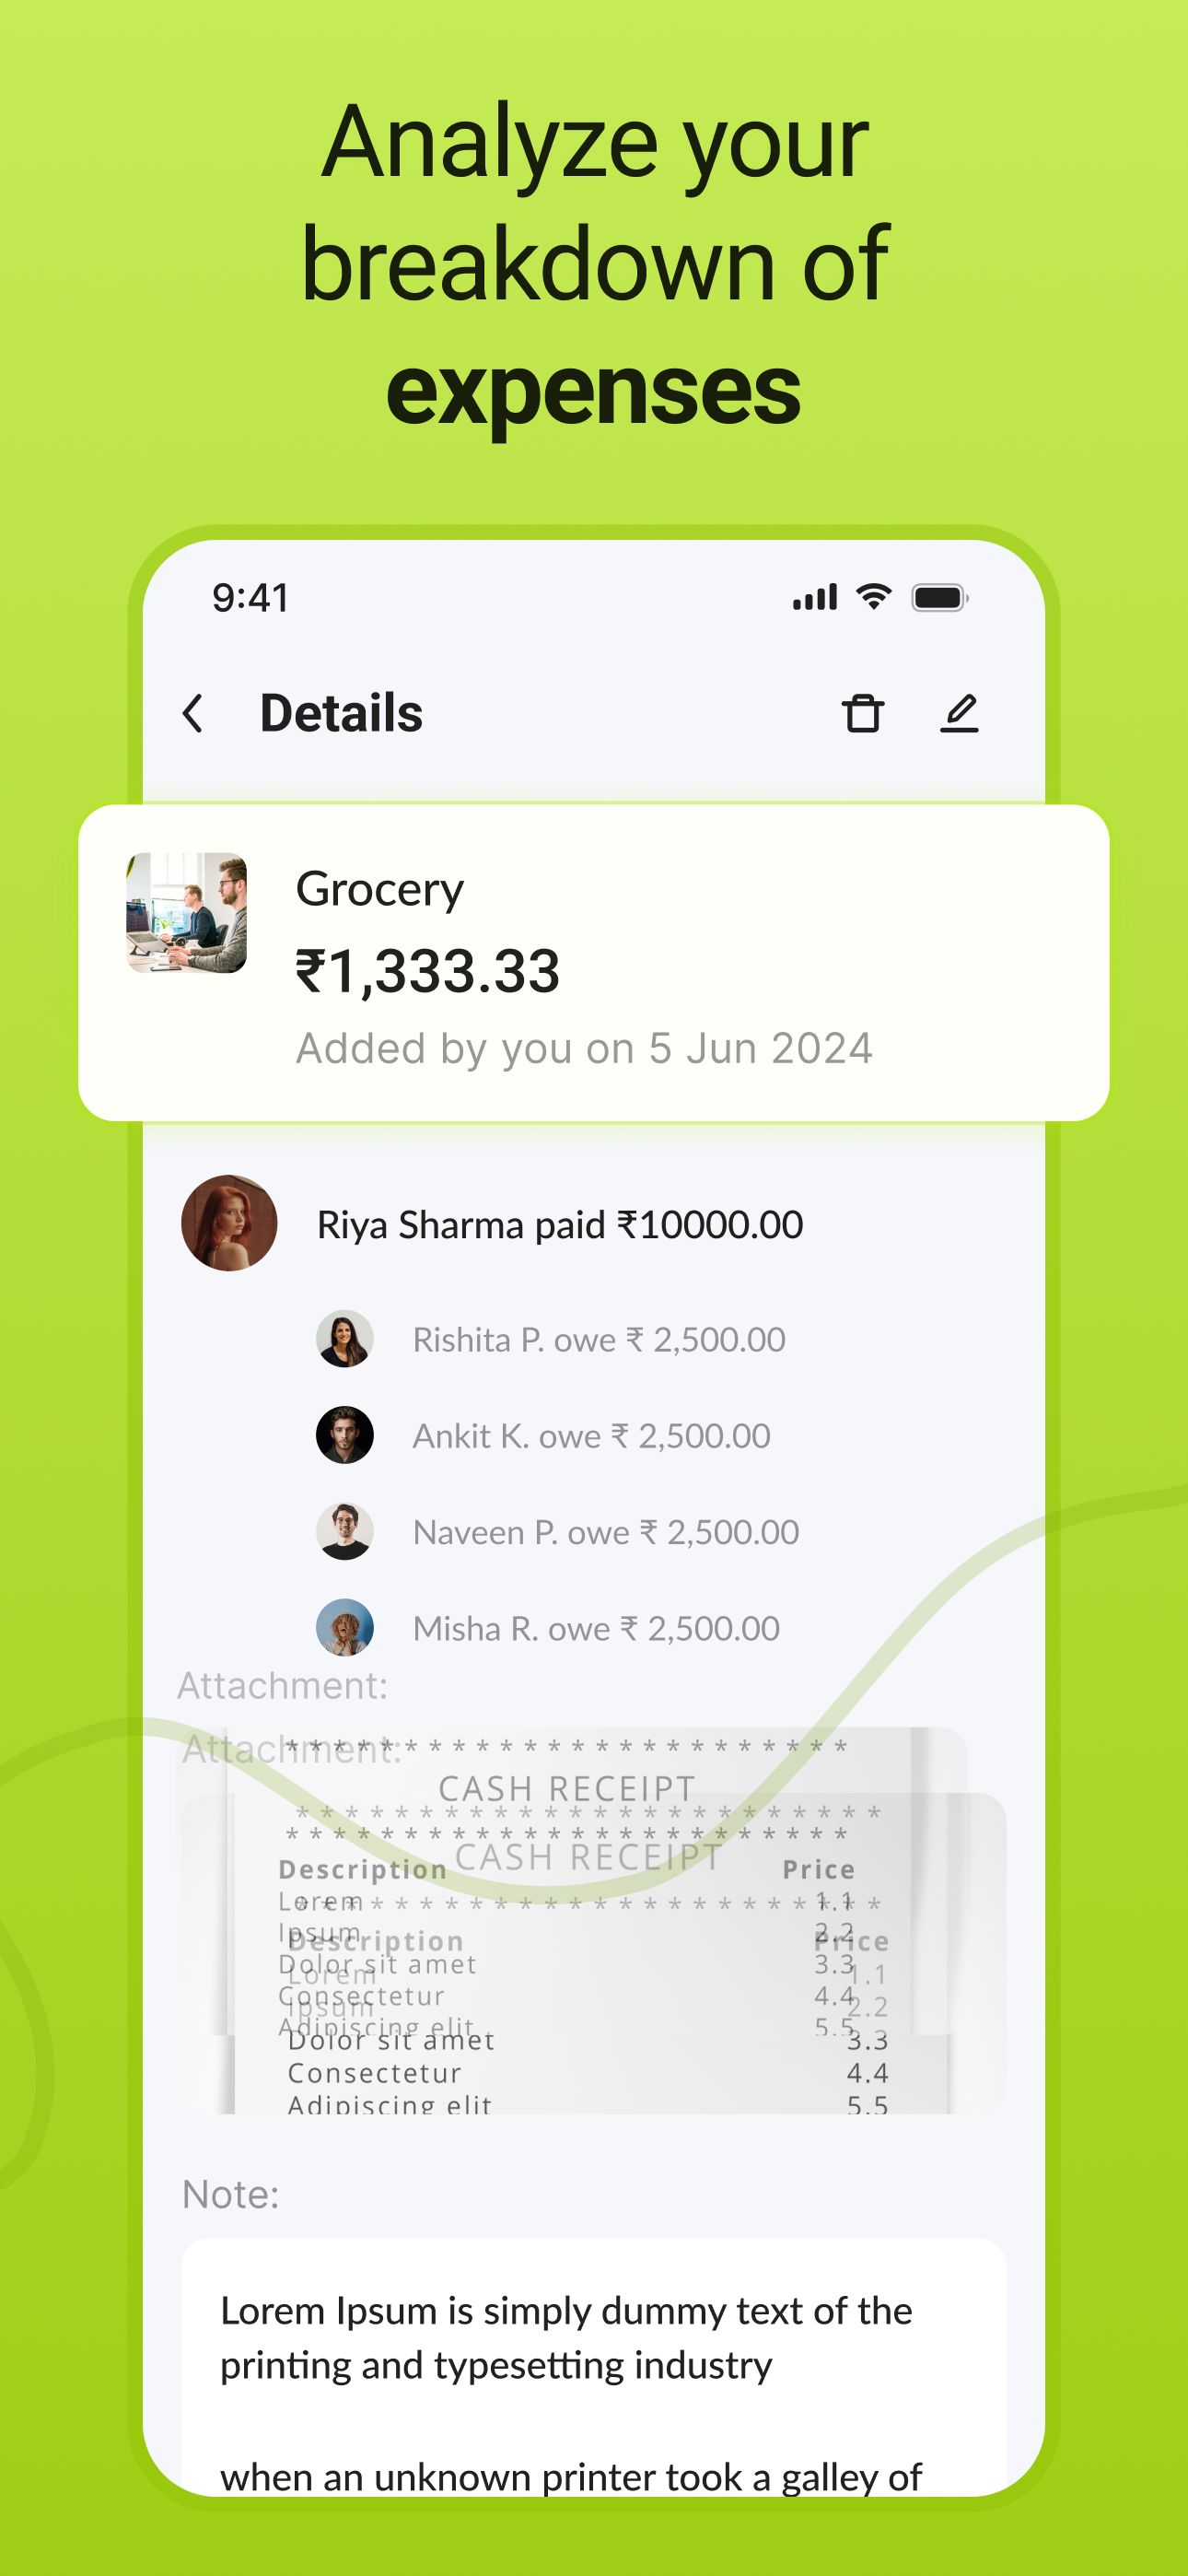 Analyze your
breakdown of
expenses
9:41
Details
Grocery
₹1,333.33
Added by you on 5 Jun 2024
Riya Sharma paid ₹10000.00
Rishita P. owe ₹ 2,500.00
Ankit K. owe ₹ 2,500.00
Naveen P. owe ₹ 2,500.00
Misha R. owe ₹ 2,500.00
Attachment:
Attachment:
* * * * * * * * * * * * * * * * * * * * * * * *
CASH RECEIPT
* * * * * * * * * * * * * * * * * * * * * * * *
* * * * * * * * * * * * * * * * * * * * * * * *
CASH RECEIPT
Description Price
Lorem 1.1
* * * * * * * * * * * * * * * * * * * * * * * *
Ipsum 2.2
Description Price
Dolor sit amet 3.3
Lorem 1.1
Consectetur 4.4
Ipsum 2.2
Adipiscing elit 5.5
Dolor sit amet 3.3
Consectetur 4.4
Adipiscing elit 5.5
Note:
Lorem Ipsum is simply dummy text of the
printing and typesetting industry
when an unknown printer took a galley of